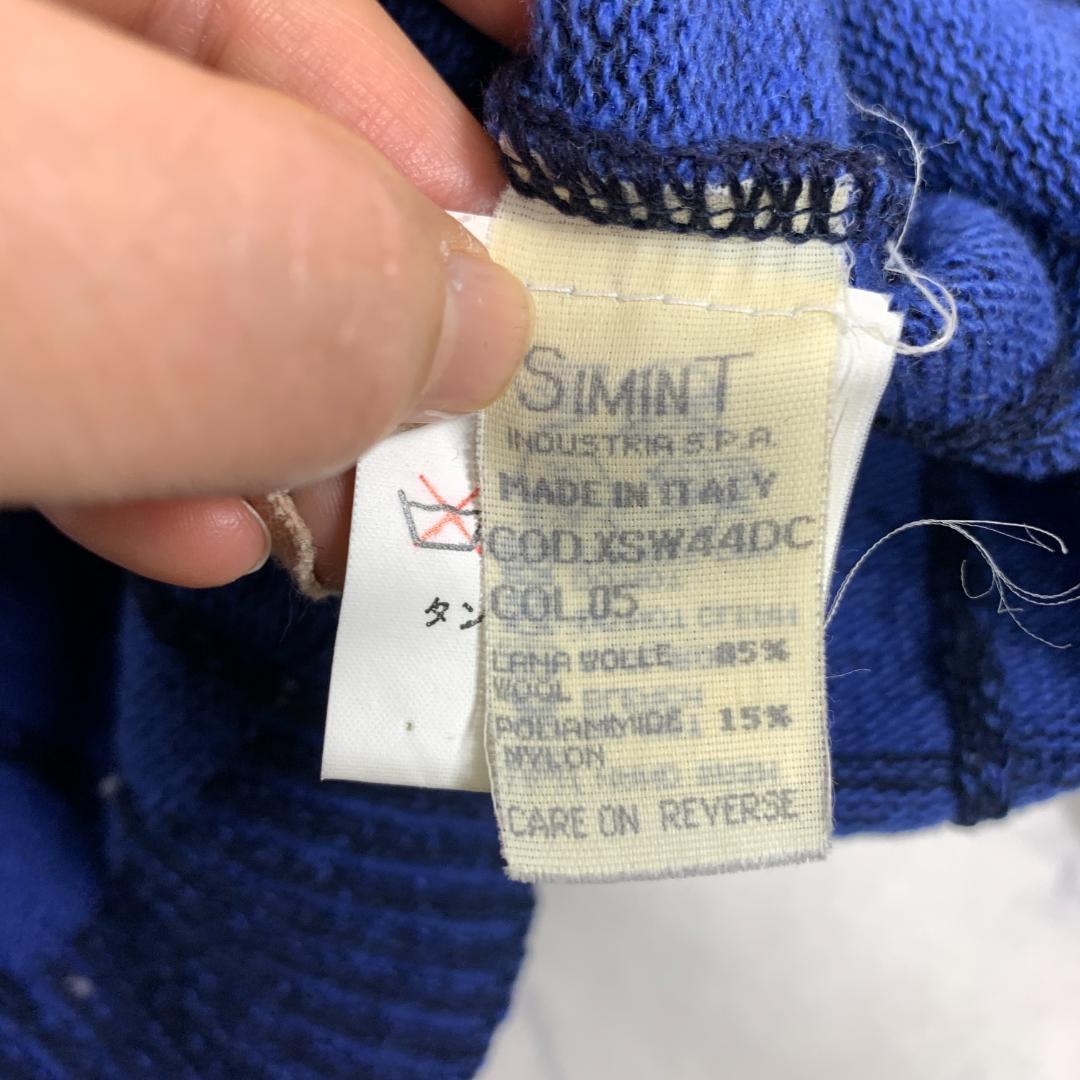 SIMINT
INDUSTRIA S.P.A.
MADE IN ITALY
COD.XSW44DC
COL.05
LANA WOLLE 85%
WOOL
POLIAMMIDE 15%
NYLON
CARE ON REVERSE
タン